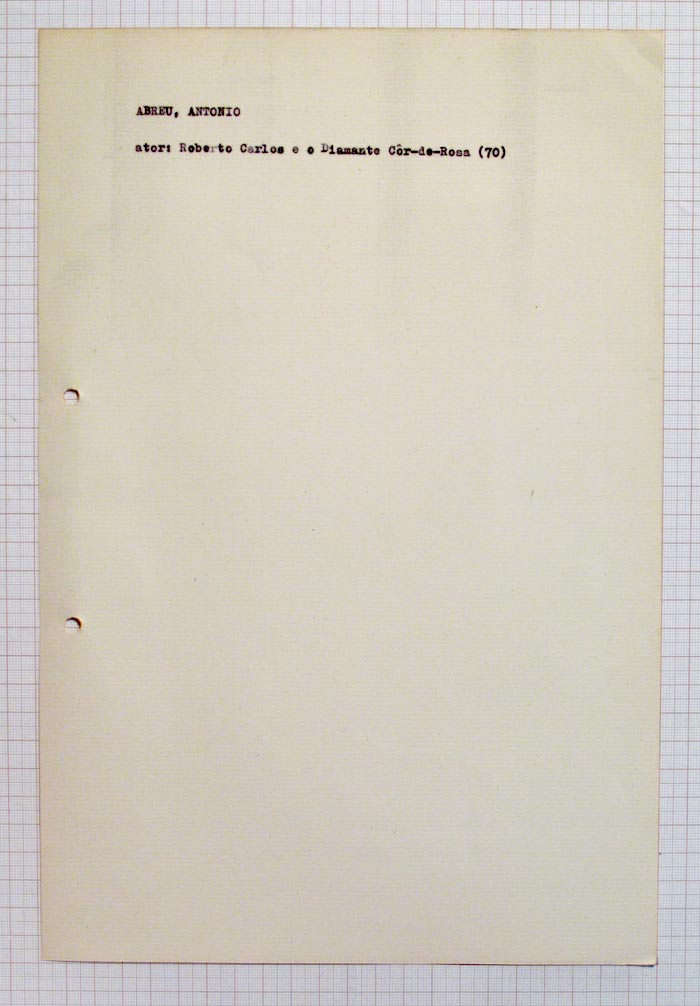 ABREU, ANTONIO
ator: Roberto Carlos e o Diamante Côr-de-Rosa (70)